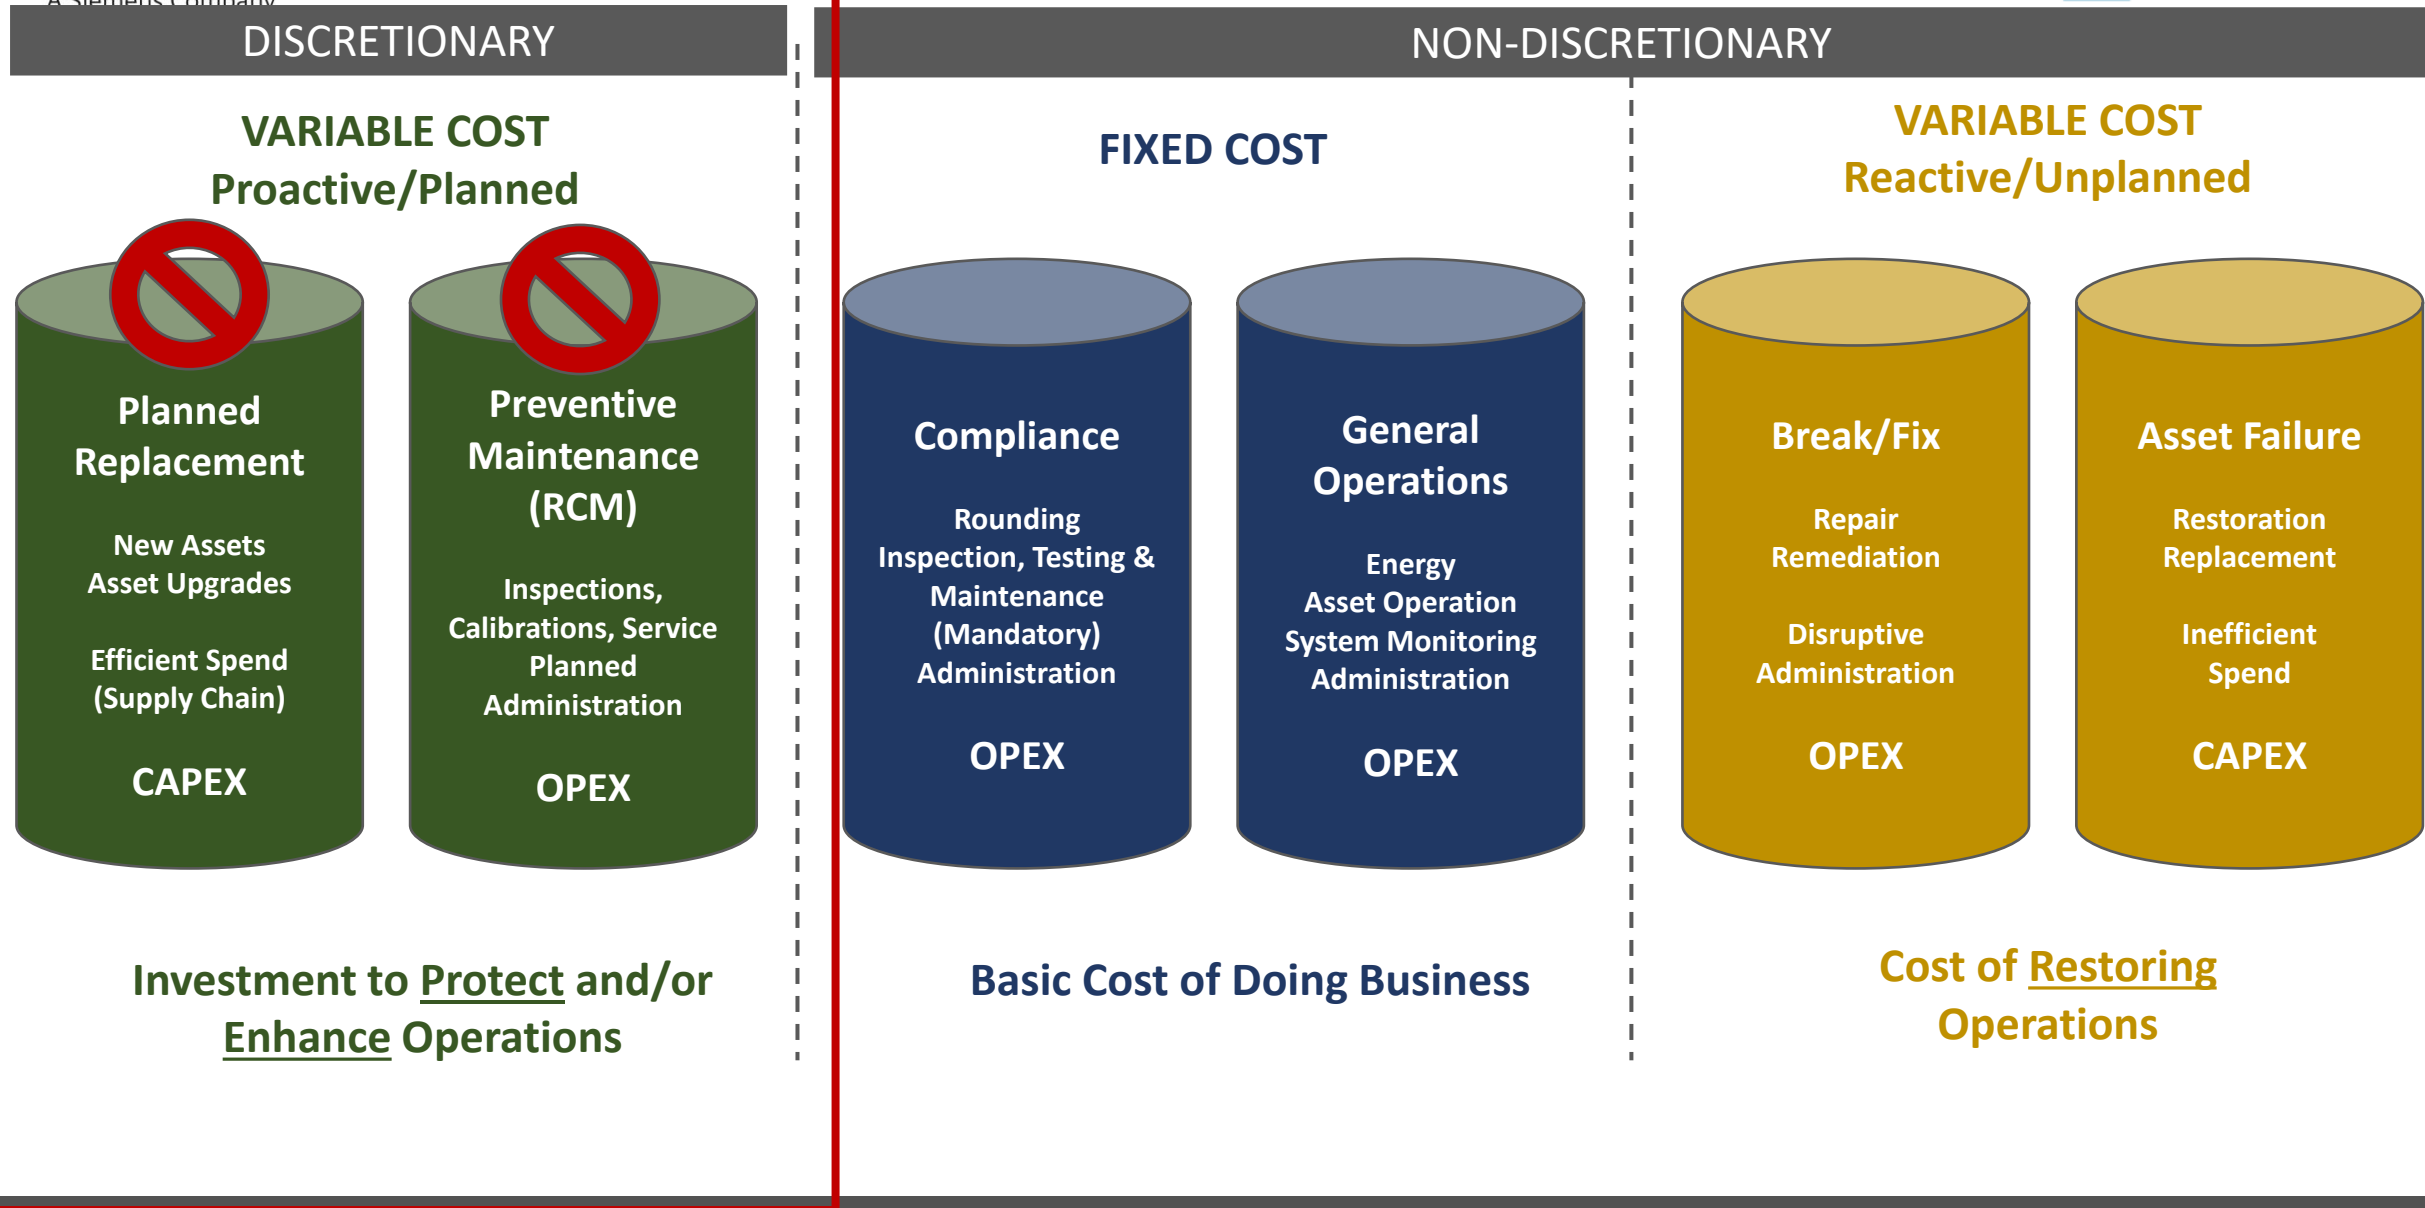 A Siemens Company
DISCRETIONARY
NON-DISCRETIONARY
VARIABLE COST
Proactive/Planned
FIXED COST
VARIABLE COST
Reactive/Unplanned
Planned
Replacement
New Assets
Asset Upgrades
Efficient Spend
(Supply Chain)
CAPEX
Preventive
Maintenance
(RCM)
Inspections,
Calibrations, Service
Planned
Administration
OPEX
Compliance
Rounding
Inspection, Testing &
Maintenance
(Mandatory)
Administration
OPEX
General
Operations
Energy
Asset Operation
System Monitoring
Administration
OPEX
Break/Fix
Repair
Remediation
Disruptive
Administration
OPEX
Asset Failure
Restoration
Replacement
Inefficient
Spend
CAPEX
Investment to Protect and/or
Enhance Operations
Basic Cost of Doing Business
Cost of Restoring
Operations